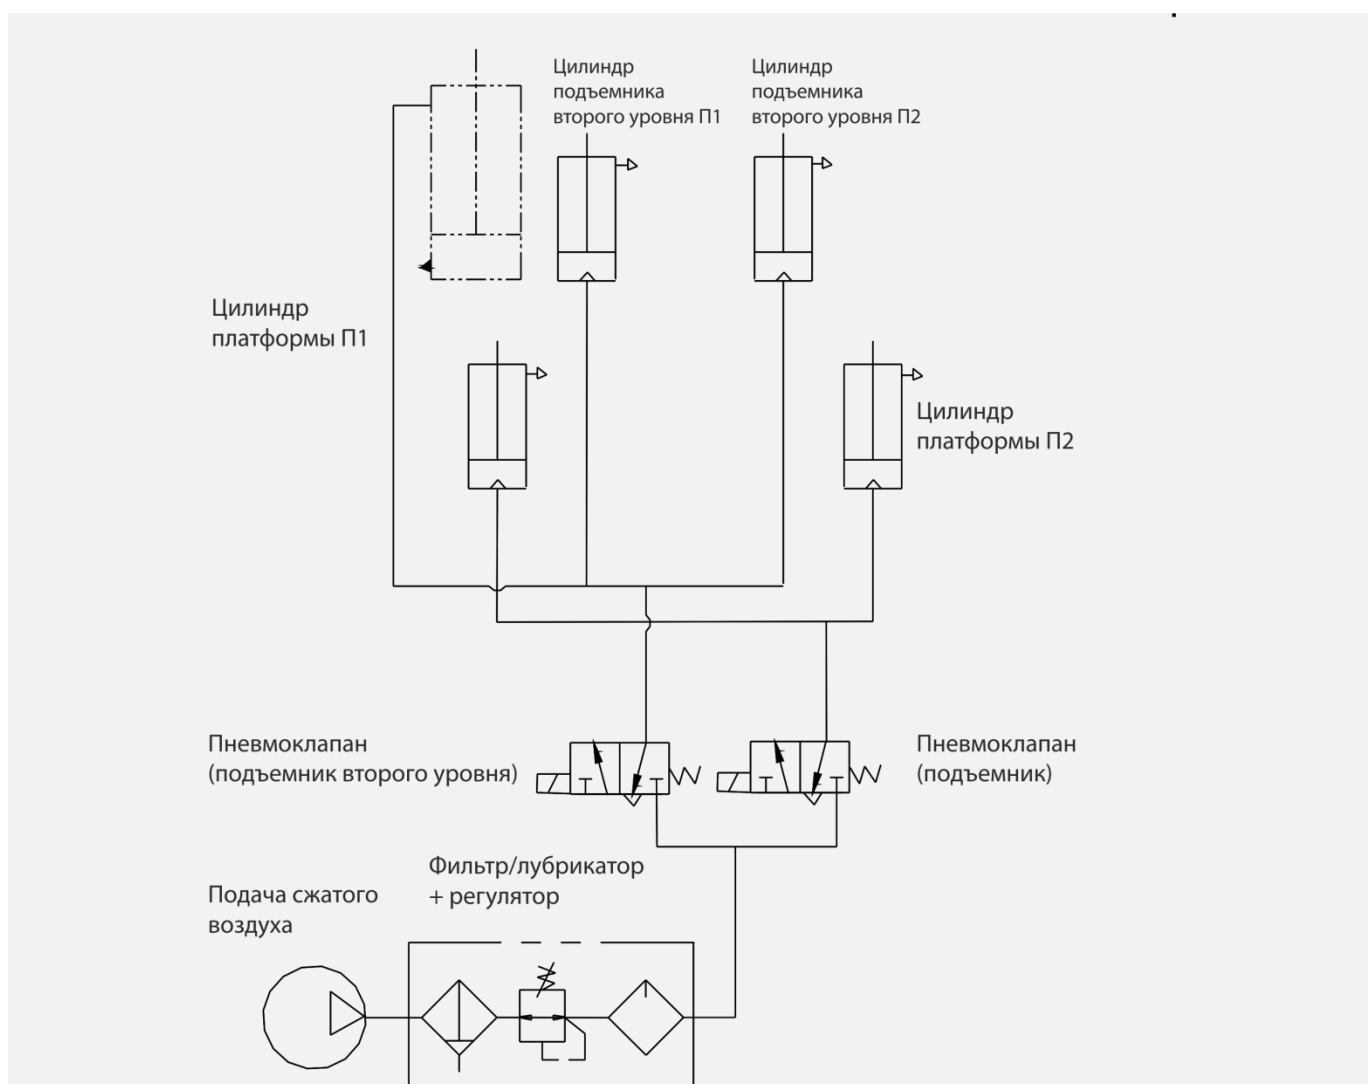 Цилиндр
подъемника
второго уровня П1
Цилиндр
подъемника
второго уровня П2
Цилиндр
платформы П1
Цилиндр
платформы П2
Пневмоклапан
(подъемник второго уровня)
Пневмоклапан
(подъемник)
Фильтр/лубрикатор
+ регулятор
Подача сжатого
воздуха